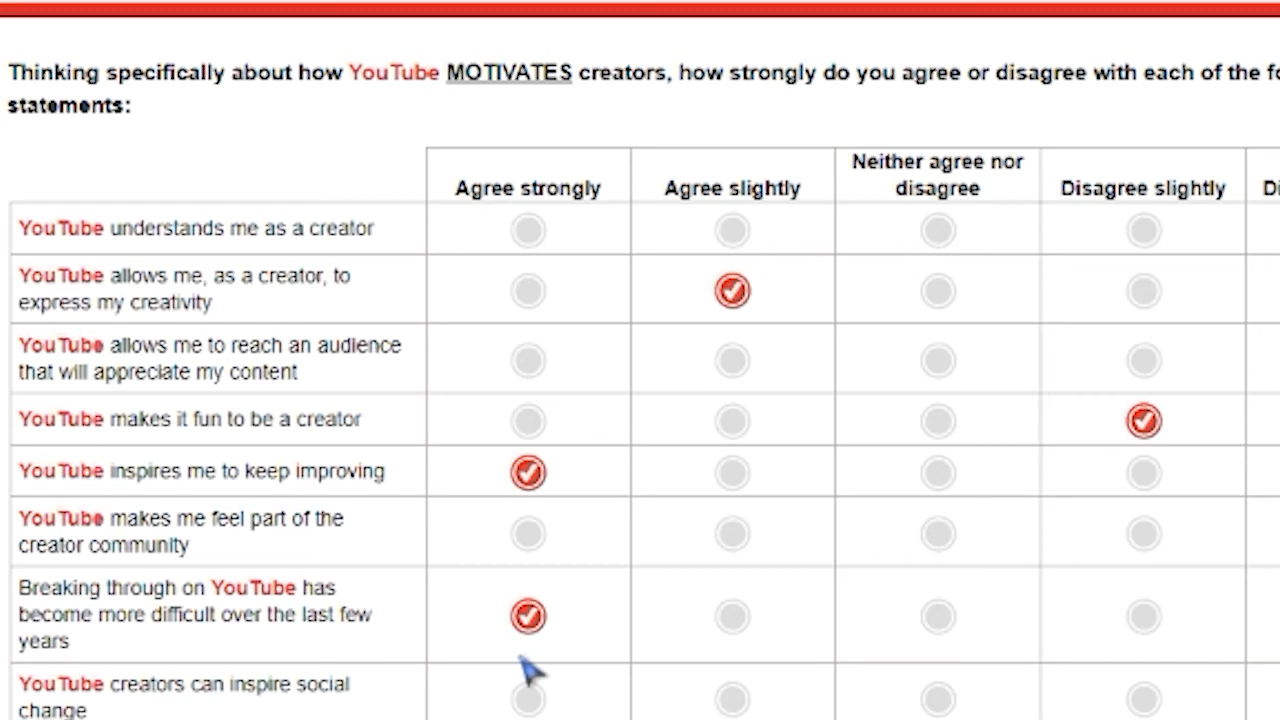 Thinking specifically about how YouTube MOTIVATES creators, how strongly do you agree or disagree with each of the
statements:
Neither agree nor
Agree strongly Agree slightly disagree Disagree slightly
YouTube understands me as a creator
YouTube allows me, as a creator, to
express my creativity
YouTube allows me to reach an audience
that will appreciate my content
YouTube makes it fun to be a creator
YouTube inspires me to keep improving
YouTube makes me feel part of the
creator community
Breaking through on YouTube has
become more difficult over the last few
years
YouTube creators can inspire social
change